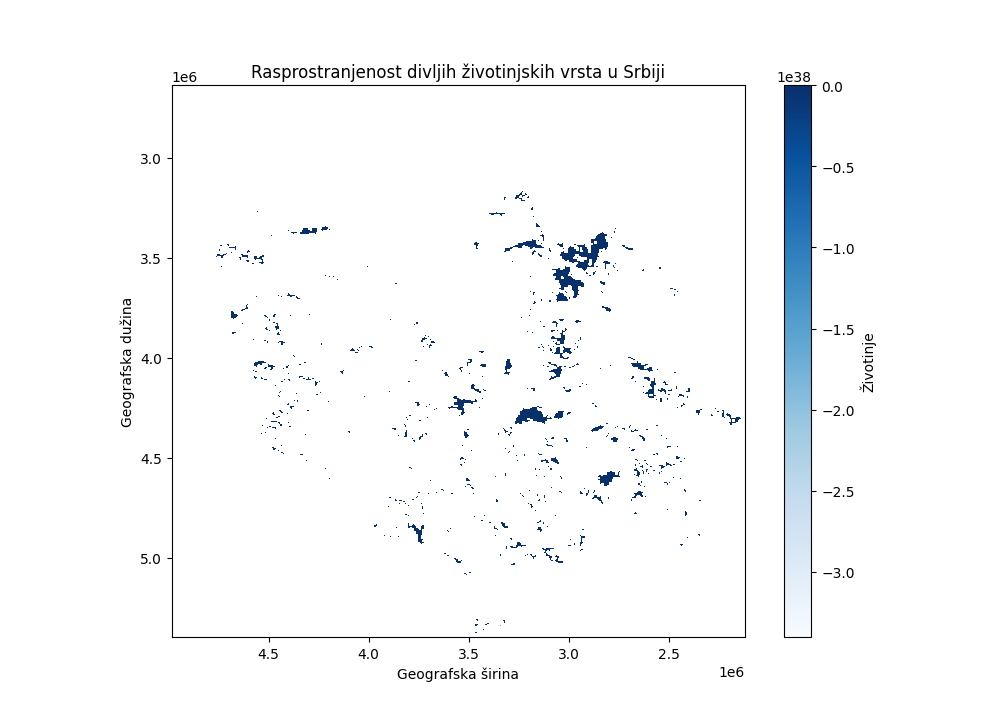 Rasprostranjenost divljih životinjskih vrsta u Srbiji
1e6
1e38
3.0
3.5
4.0
4.5
5.0
Geografska dužina
4.5
4.0
3.5
3.0
2.5
1e6
Geografska širina
0.0
−0.5
−1.0
−1.5
−2.0
−2.5
−3.0
Životinje